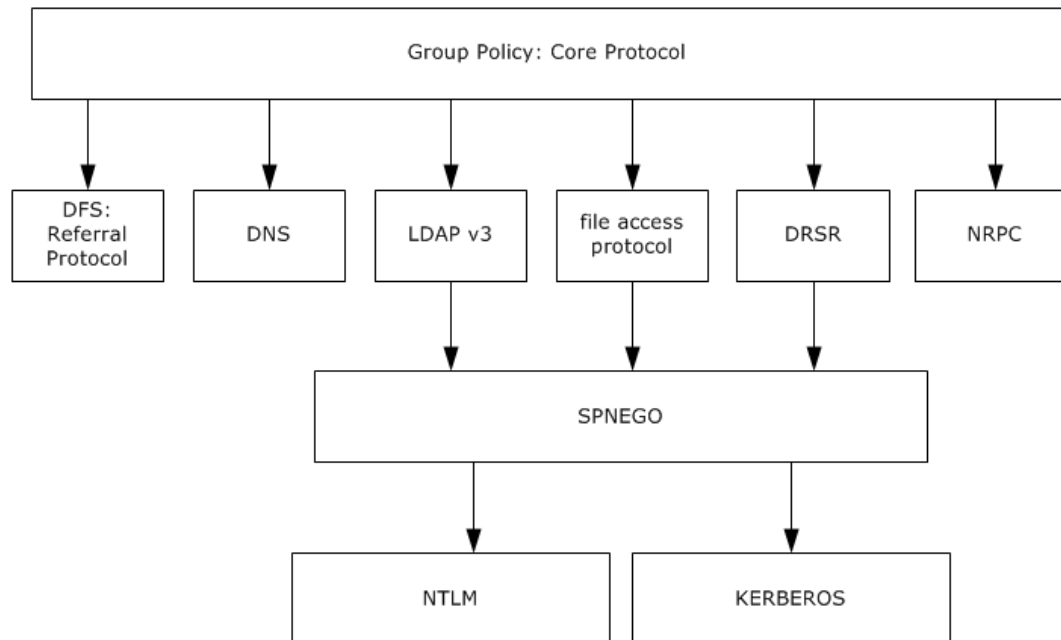 Group Policy: Core Protocol
DFS:
Referral
Protocol
DNS
LDAP v3
file access
protocol
DRSR
NRPC
SPNEGO
NTLM
KERBEROS